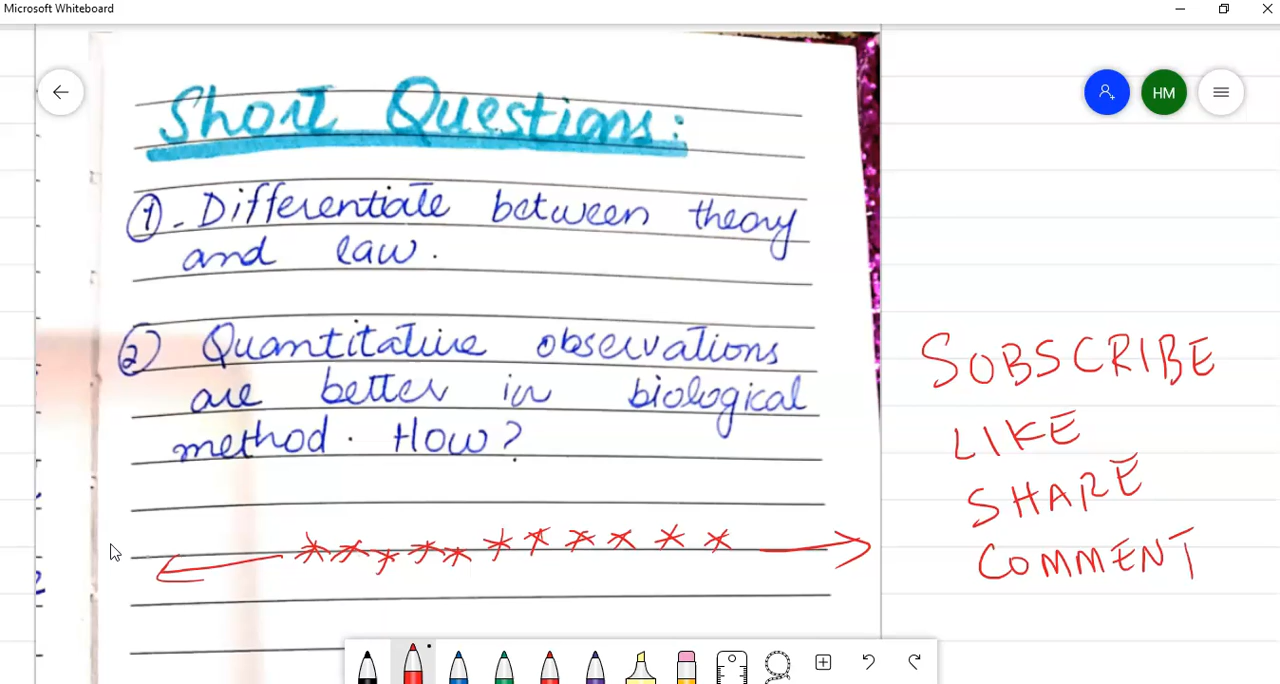 Microsoft Whiteboard
HM
Short Questions:
1 - Differentiate between theory
and law.
2 Quantitative observations
are better in biological
method. How?
SUBSCRIBE
LIKE
SHARE
COMMENT